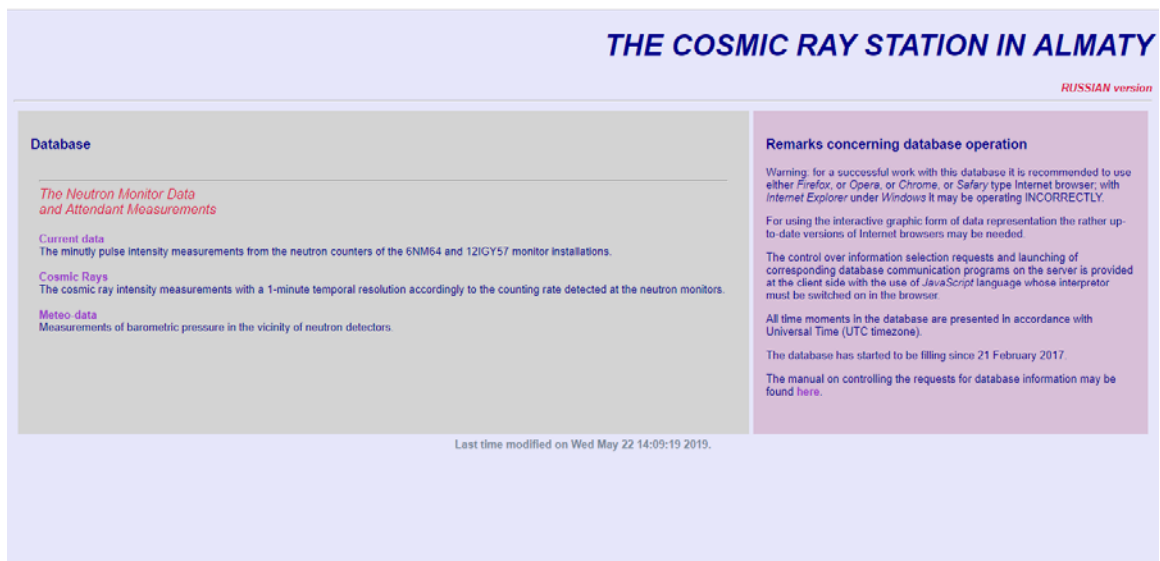 THE COSMIC RAY STATION IN ALMATY
RUSSIAN version
Database
The Neutron Monitor Data
and Attendant Measurements
Current data
The minutly pulse intensity measurements from the neutron counters of the 6NM64 and 12IGY57 monitor installations.
Cosmic Rays
The cosmic ray intensity measurements with a 1-minute temporal resolution accordingly to the counting rate detected at the neutron monitors.
Meteo-data
Measurements of barometric pressure in the vicinity of neutron detectors.
Remarks concerning database operation
Warning: for a successful work with this database it is recommended to use
either Firefox, or Opera, or Chrome, or Safary type Internet browser; with
Internet Explorer under Windows it may be operating INCORRECTLY.
For using the interactive graphic form of data representation the rather up-
to-date versions of Internet browsers may be needed.
The control over information selection requests and launching of
corresponding database communication programs on the server is provided
at the client side with the use of JavaScript language whose interpretor
must be switched on in the browser.
All time moments in the database are presented in accordance with
Universal Time (UTC timezone).
The database has started to be filling since 21 February 2017.
The manual on controlling the requests for database information may be
found here.
Last time modified on Wed May 22 14:09:19 2019.